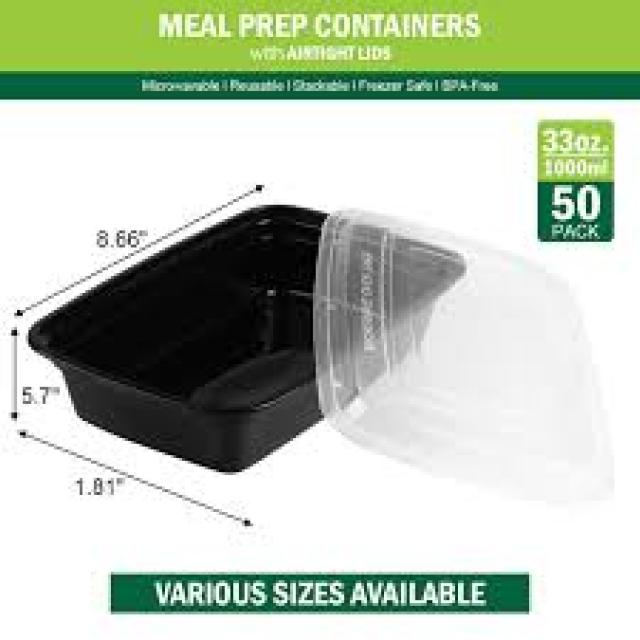 MEAL PREP CONTAINERS
with AIRTIGHT LIDS
Microwavable | Reusable | Stackable | Freezer Safe | BPA-Free
33oz.
1000ml
50
PACK
8.66"
5.7"
1.81"
VARIOUS SIZES AVAILABLE